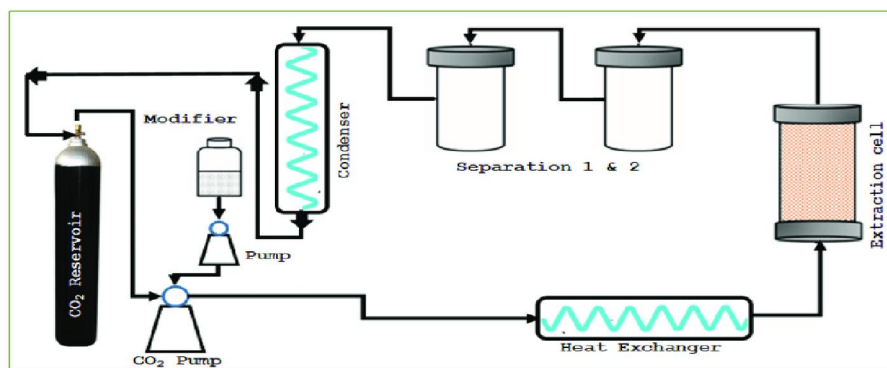 Modifier
Condenser
Separation 1 & 2
Extraction cell
CO₂ Reservoir
Pump
CO₂ Pump
Heat Exchanger